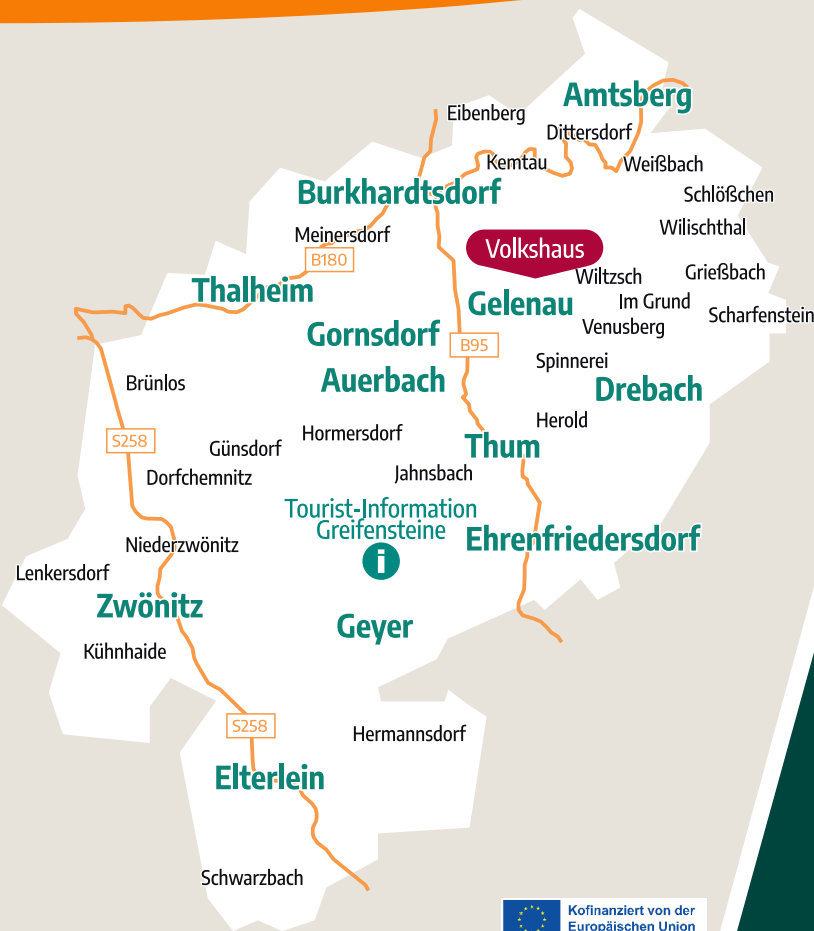 Amtsberg
Eibenberg
Dittersdorf
Kemtau
Weißbach
Burkhardtsdorf
Schlößchen
Wilischthal
Meinersdorf
Volkshaus
B180
Wiltzsch
Grießbach
Thalheim
Gelenau
Im Grund
Scharfenstein
Venusberg
Gornsdorf
B95
Spinnerei
Auerbach
Brünlos
Drebach
Herold
Hormersdorf
S258
Günsdorf
Thum
Dorfchemnitz
Jahnsbach
Tourist-Information
Greifensteine
i
Ehrenfriedersdorf
Niederzwönitz
Lenkersdorf
Zwönitz
Geyer
Kühnhaide
S258
Hermannsdorf
Elterlein
Schwarzbach
Kofinanziert von der
Europäischen Union